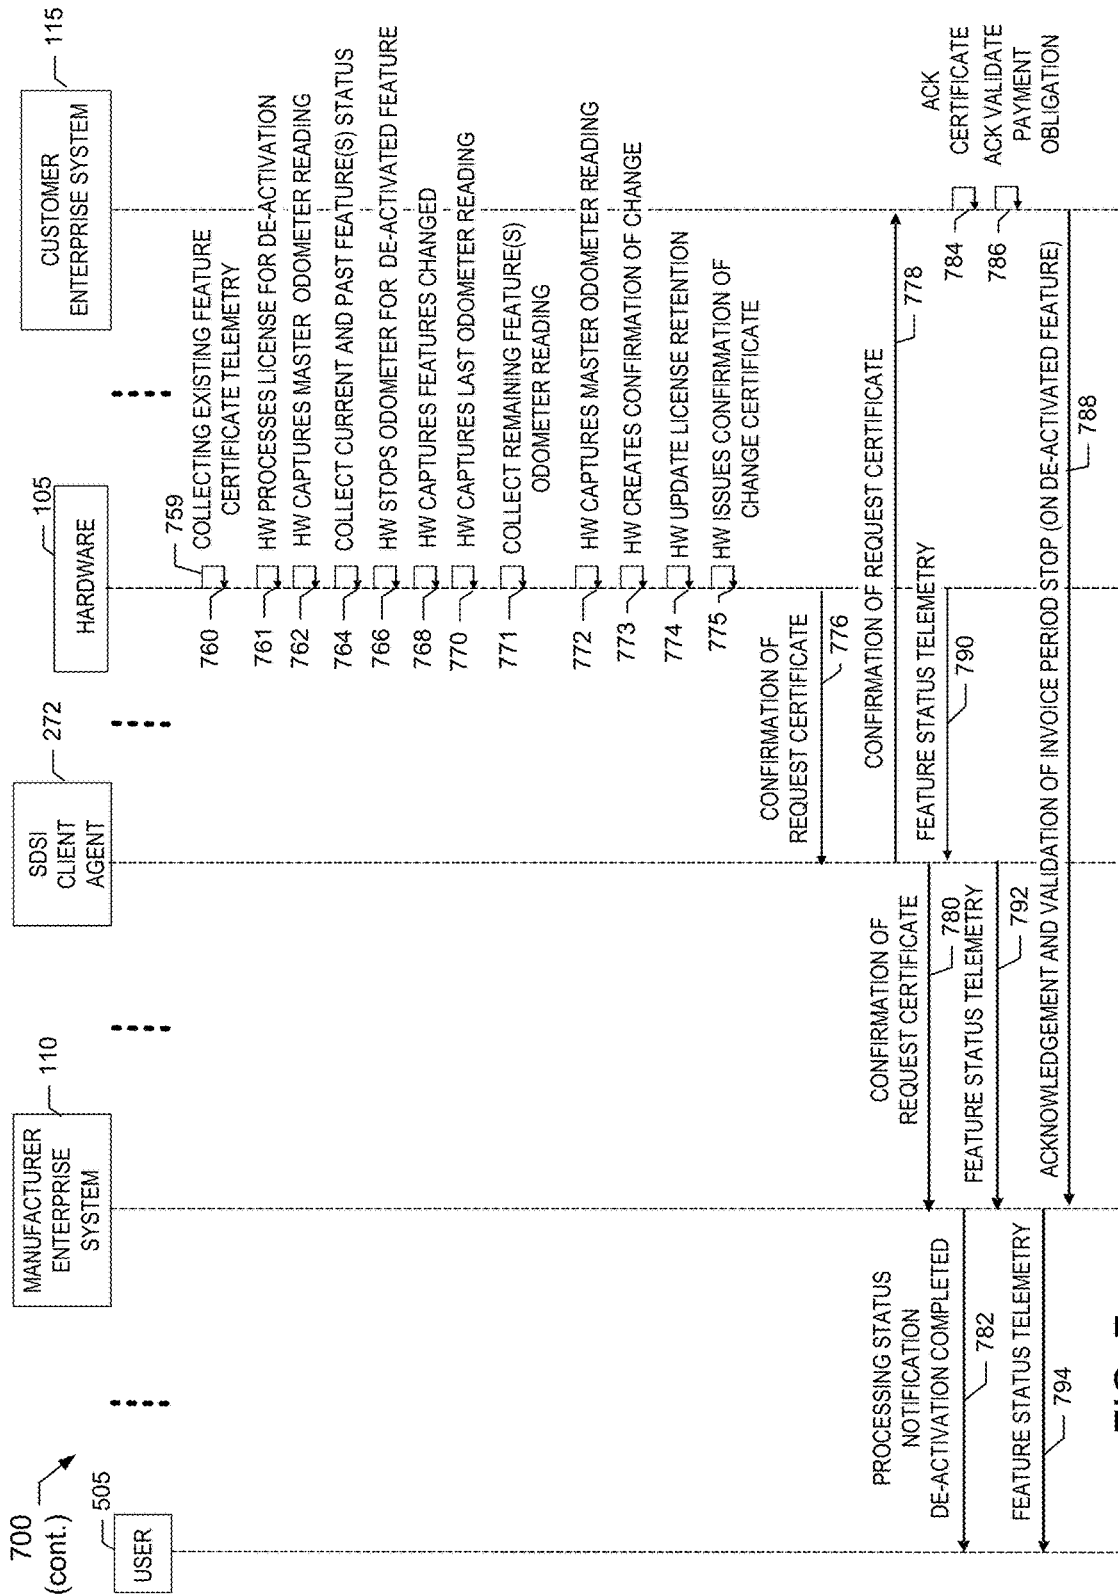 700
(cont.)
505
USER
MANUFACTURER
ENTERPRISE
SYSTEM
110
SDSI
CLIENT
AGENT
272
HARDWARE
105
CUSTOMER
ENTERPRISE SYSTEM
115
759
760
COLLECTING EXISTING FEATURE
CERTIFICATE TELEMETRY
761
HW PROCESSES LICENSE FOR DE-ACTIVATION
762
HW CAPTURES MASTER ODOMETER READING
764
COLLECT CURRENT AND PAST FEATURE(S) STATUS
766
HW STOPS ODOMETER FOR DE-ACTIVATED FEATURE
768
HW CAPTURES FEATURES CHANGED
770
HW CAPTURES LAST ODOMETER READING
771
COLLECT REMAINING FEATURE(S)
ODOMETER READING
772
HW CAPTURES MASTER ODOMETER READING
773
HW CREATES CONFIRMATION OF CHANGE
774
HW UPDATE LICENSE RETENTION
775
HW ISSUES CONFIRMATION OF
CHANGE CERTIFICATE
CONFIRMATION OF
REQUEST CERTIFICATE
776
CONFIRMATION OF REQUEST CERTIFICATE
778
CONFIRMATION OF
REQUEST CERTIFICATE
780
PROCESSING STATUS
NOTIFICATION
DE-ACTIVATION COMPLETED
782
784
ACK
CERTIFICATE
786
ACK VALIDATE
PAYMENT
OBLIGATION
FEATURE STATUS TELEMETRY
790
FEATURE STATUS TELEMETRY
792
FEATURE STATUS TELEMETRY
794
ACKNOWLEDGEMENT AND VALIDATION OF INVOICE PERIOD STOP (ON DE-ACTIVATED FEATURE)
788